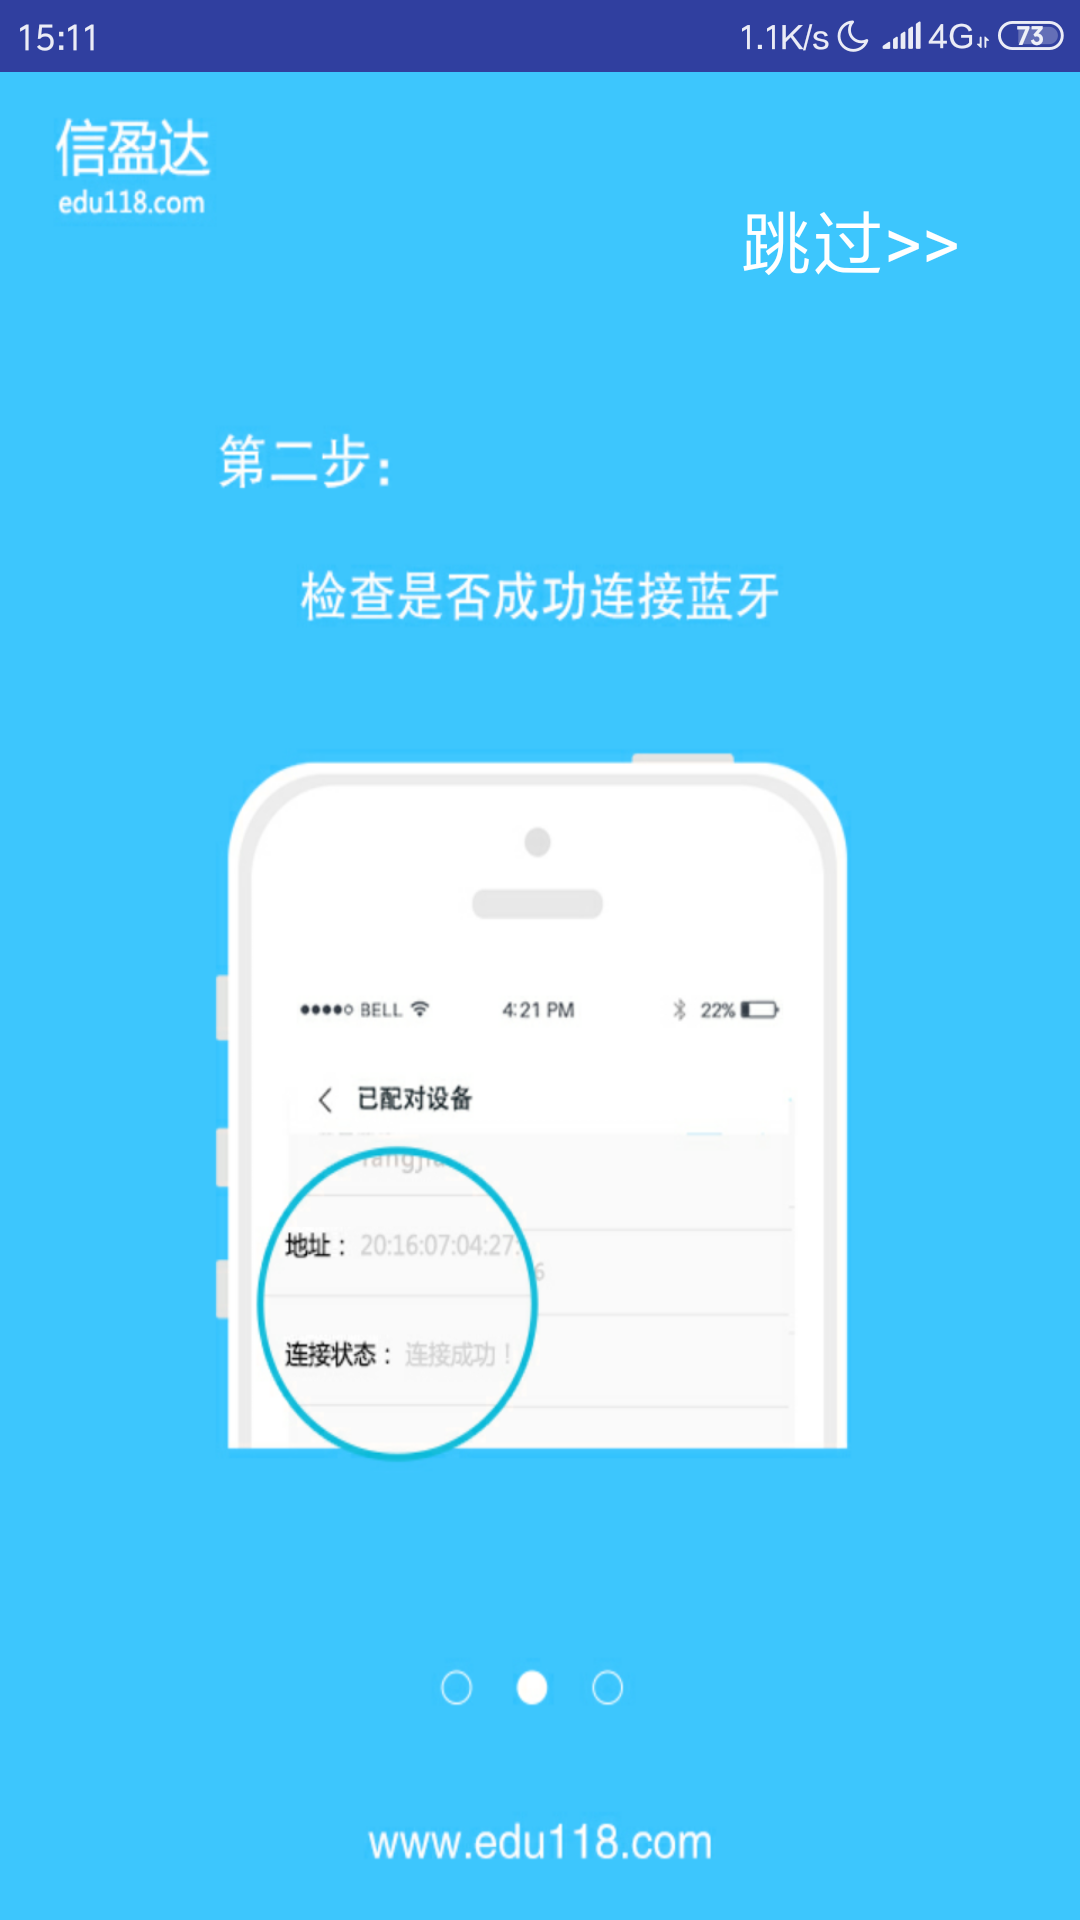 15:11 1.1K/s 4G 73
信盈达
edu118.com
跳过>>
第二步：
检查是否成功连接蓝牙
BELL 4:21 PM 22%
已配对设备
地址： 20:16:07:04:27:
6
连接状态： 连接成功！
www.edu118.com